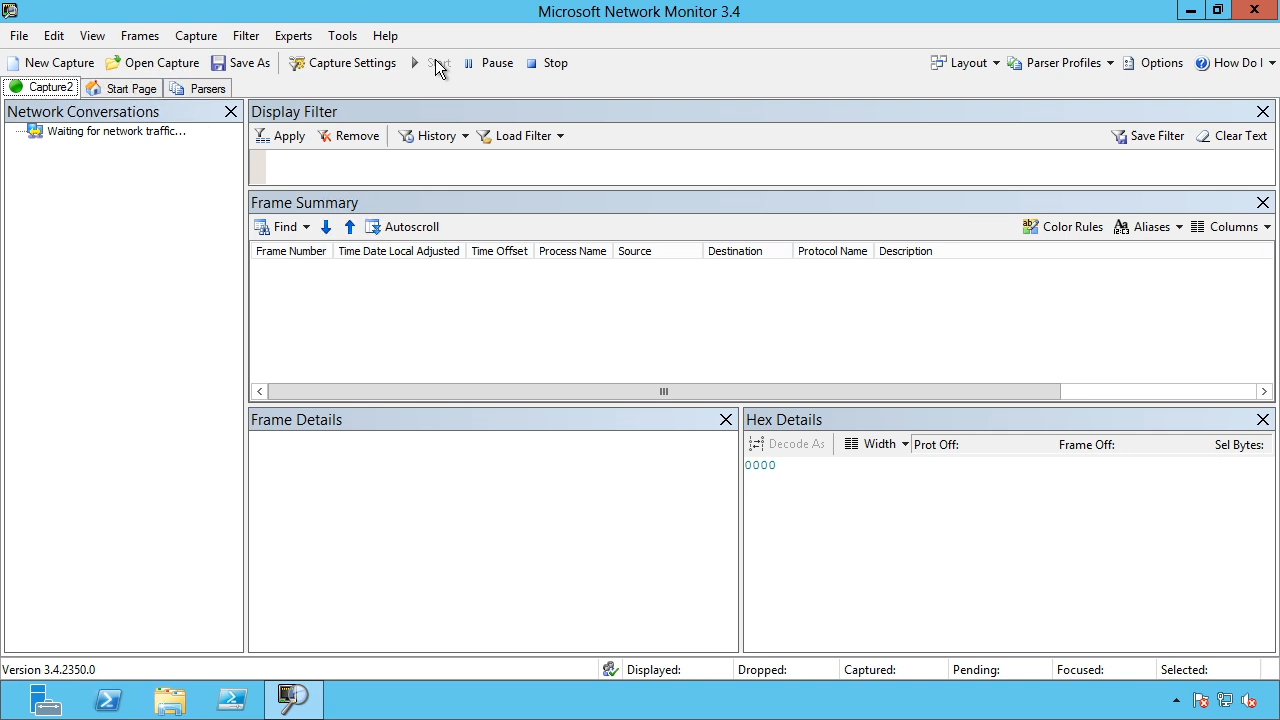 Microsoft Network Monitor 3.4
File Edit View Frames Capture Filter Experts Tools Help
New Capture Open Capture Save As Capture Settings Pause Stop Layout Parser Profiles Options How Do I
Capture2 Start Page Parsers
Network Conversations
Waiting for network traffic...
Display Filter
Apply Remove History Load Filter Save Filter Clear Text
Frame Summary
Find Autoscroll Color Rules Aliases Columns
Frame Number Time Date Local Adjusted Time Offset Process Name Source Destination Protocol Name Description
Frame Details
Hex Details
Decode As Width Prot Off: Frame Off: Sel Bytes:
0000
Version 3.4.2350.0 Displayed: Dropped: Captured: Pending: Focused: Selected: